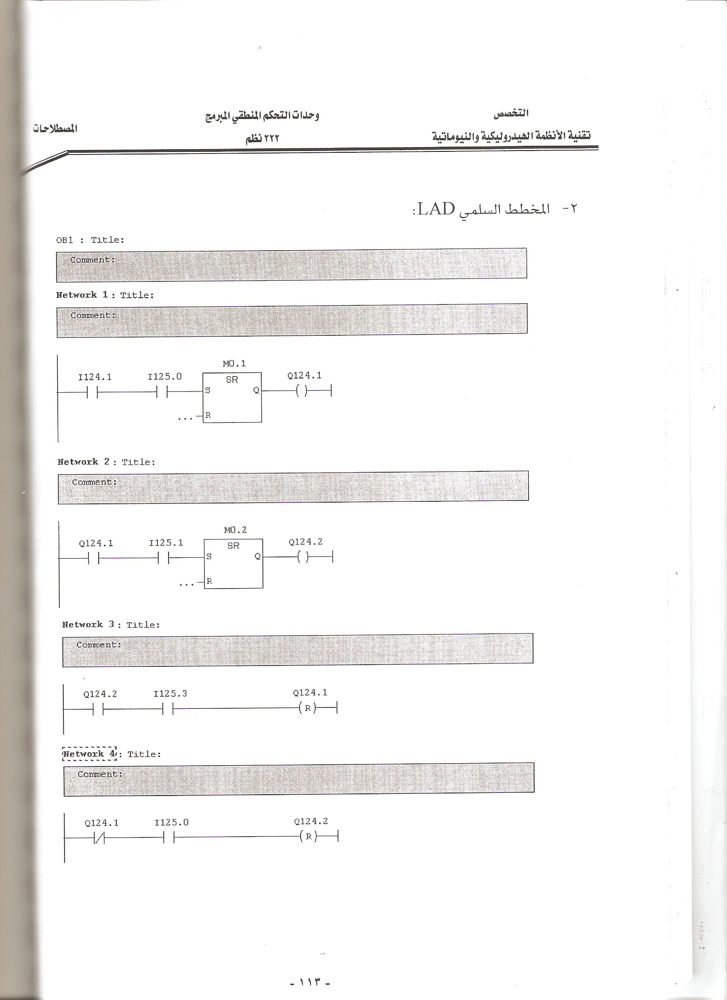 التخصص
تقنية الأنظمة الهيدروليكية والنيوماتية
وحدات التحكم المنطقي المبرمج
٢٢٢ نظم
المصطلاحات
٢- المخطط السلمي LAD:
OB1 : Title:
Comment:
Network 1 : Title:
Comment:
M0.1
I124.1 I125.0 SR Q124.1
S Q ( )
... R
Network 2 : Title:
Comment:
M0.2
Q124.1 I125.1 SR Q124.2
S Q ( )
... R
Network 3 : Title:
Comment:
Q124.2 I125.3 Q124.1
(R)
Network 4 : Title:
Comment:
Q124.1 I125.0 Q124.2
(R)
- ١١٣ -